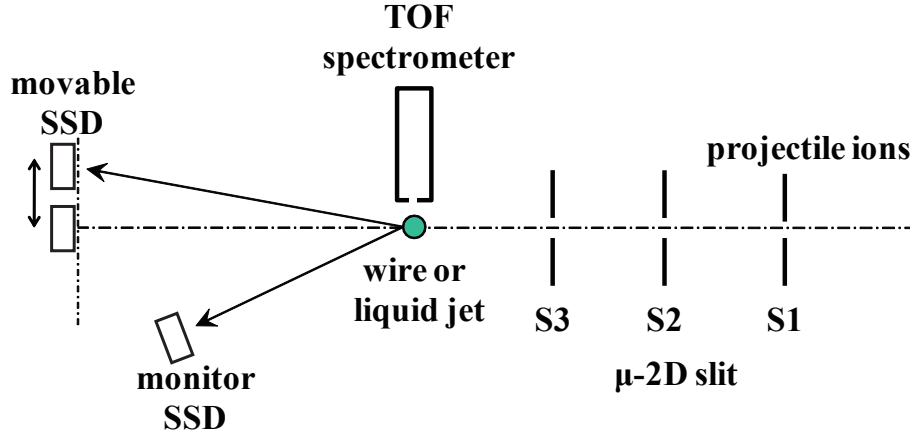 TOF
spectrometer
movable
SSD
projectile ions
wire or
liquid jet
S3
S2
S1
μ-2D slit
monitor
SSD